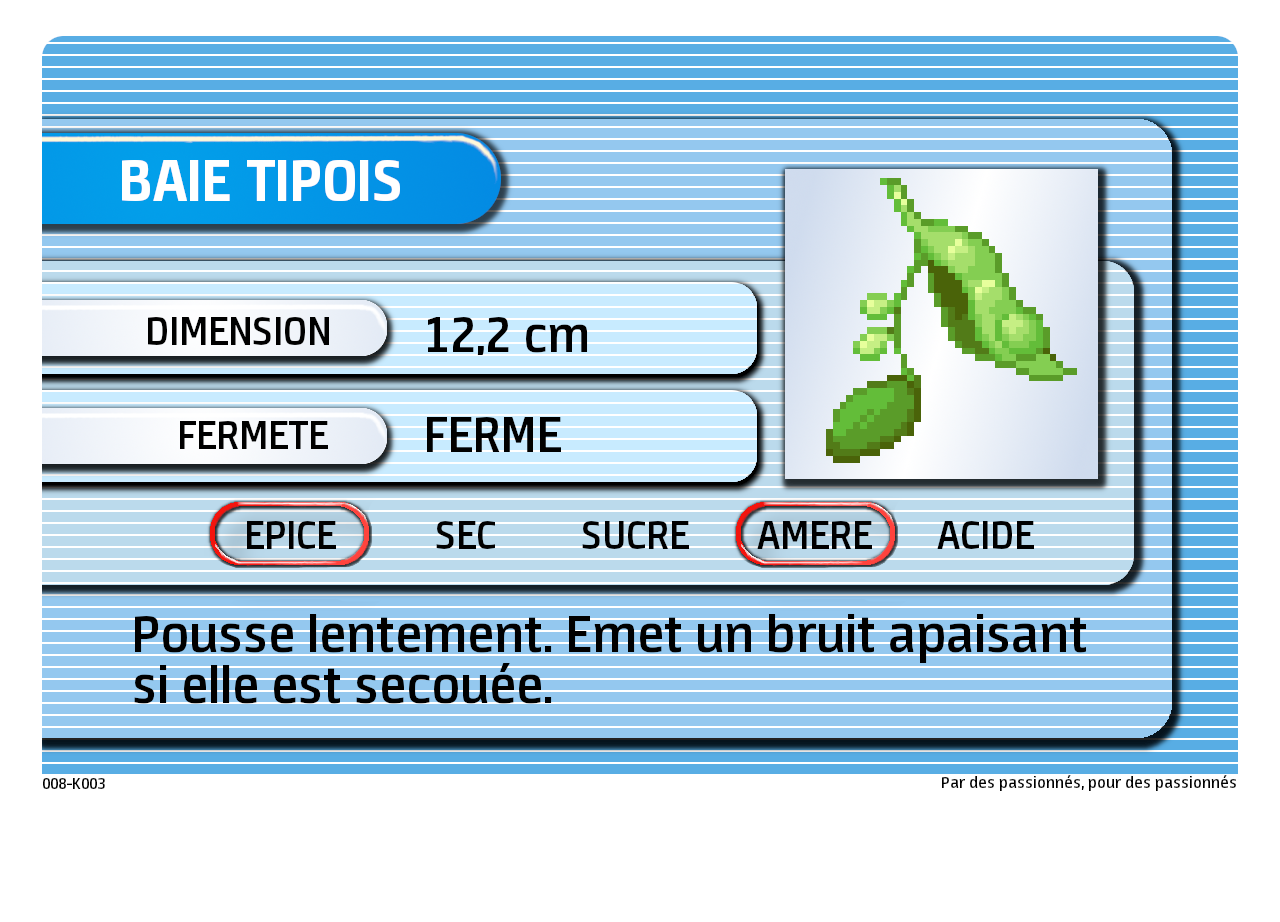 BAIE TIPOIS
DIMENSION 12,2 cm
FERMETE FERME
EPICE SEC SUCRE AMERE ACIDE
Pousse lentement. Emet un bruit apaisant
si elle est secouée.
008-K003 Par des passionnés, pour des passionnés